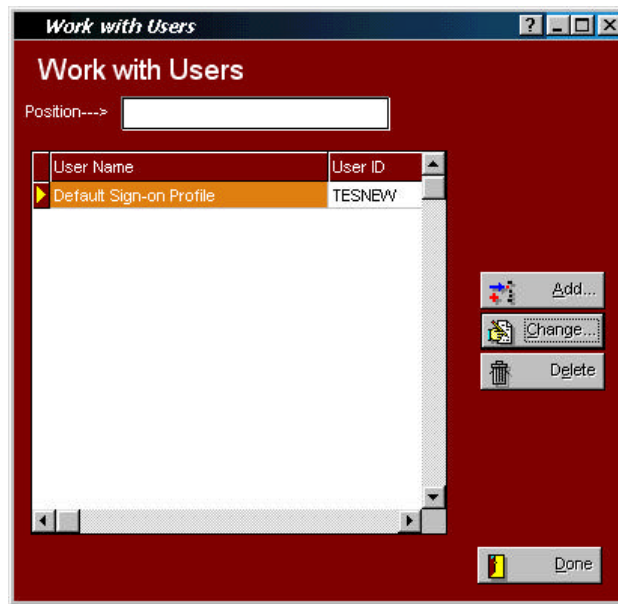 Work with Users
Work with Users
Position--->
User Name User ID
Default Sign-on Profile TESNEW
Add...
Change...
Delete
Done